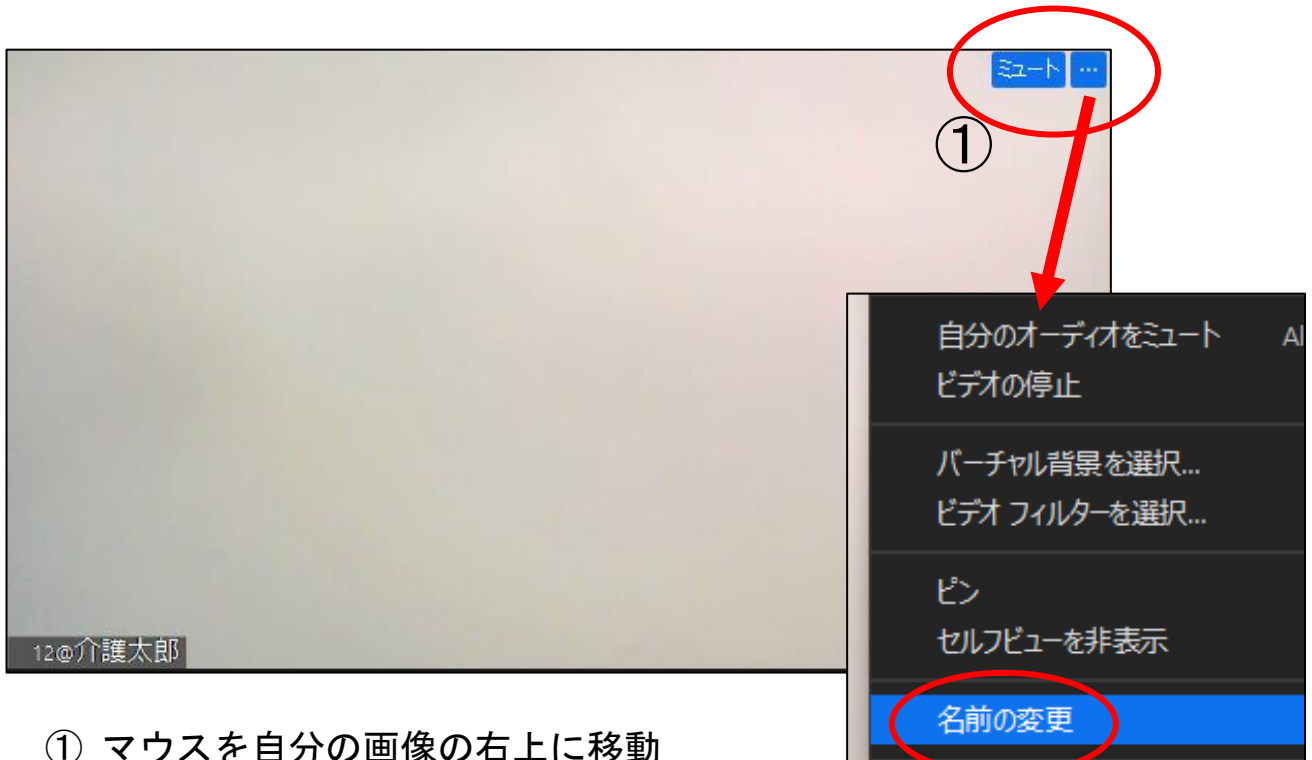 ミュート ...
①
自分のオーディオをミュート Al
ビデオの停止
バーチャル背景を選択...
ビデオ フィルターを選択...
ピン
セルフビューを非表示
名前の変更
12@介護太郎
① マウスを自分の画像の右上に移動